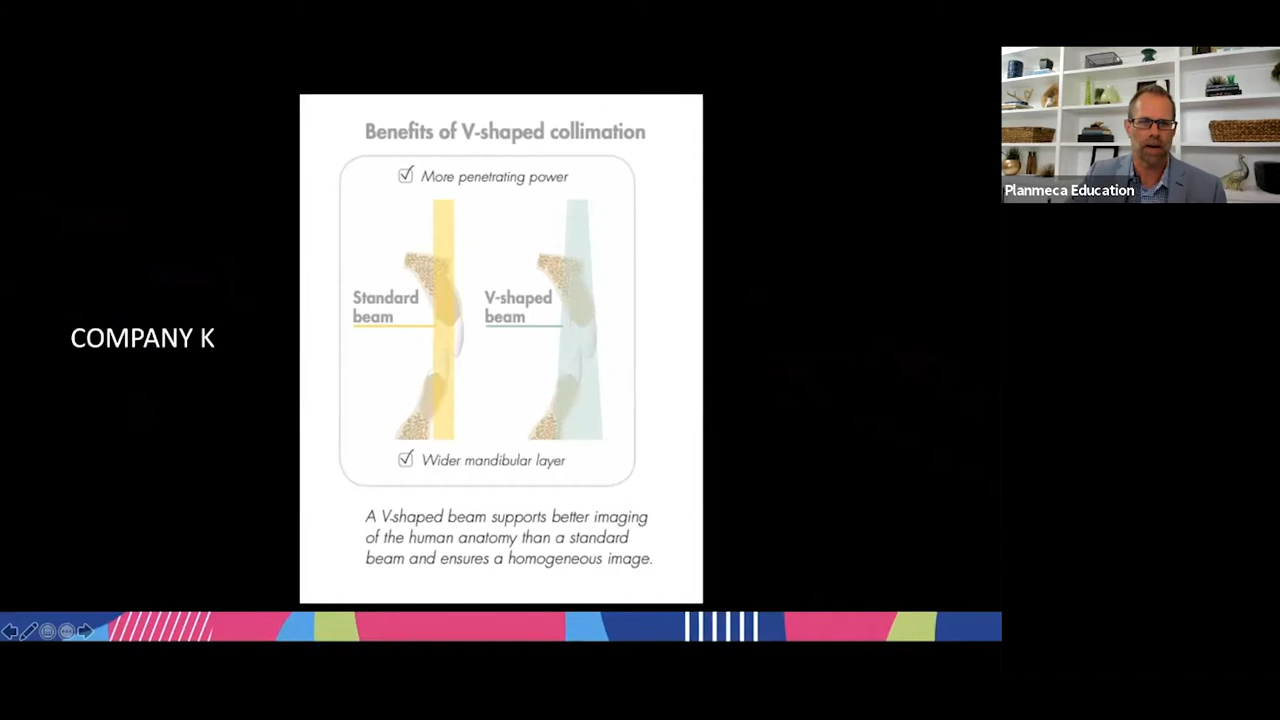 Benefits of V-shaped collimation
More penetrating power
Standard
beam
V-shaped
beam
Wider mandibular layer
A V-shaped beam supports better imaging
of the human anatomy than a standard
beam and ensures a homogeneous image.
COMPANY K
Planmeca Education